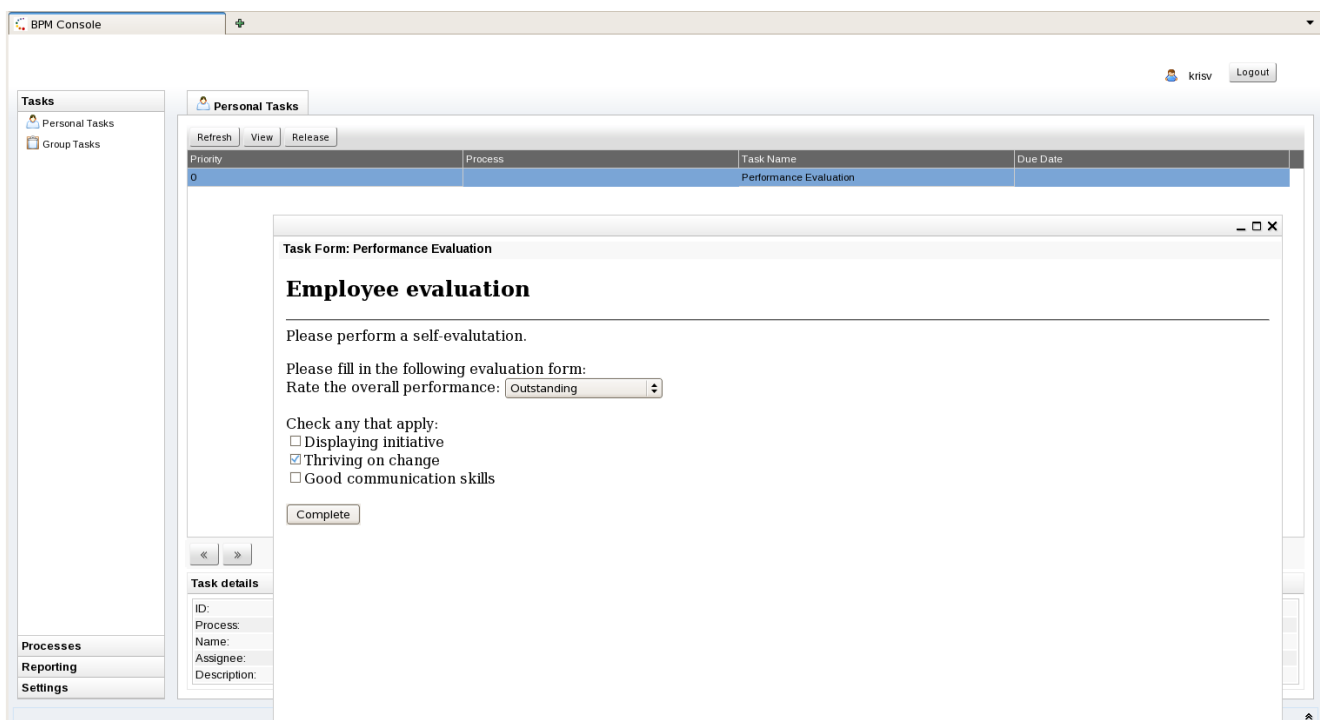 BPM Console
krisv Logout
Tasks
Personal Tasks
Group Tasks
Processes
Reporting
Settings
Personal Tasks
Refresh View Release
Priority Process Task Name Due Date
0 Performance Evaluation
Task Form: Performance Evaluation
Employee evaluation
Please perform a self-evalutation.
Please fill in the following evaluation form:
Rate the overall performance: Outstanding
Check any that apply:
Displaying initiative
Thriving on change
Good communication skills
Complete
« »
Task details
ID:
Process:
Name:
Assignee:
Description: